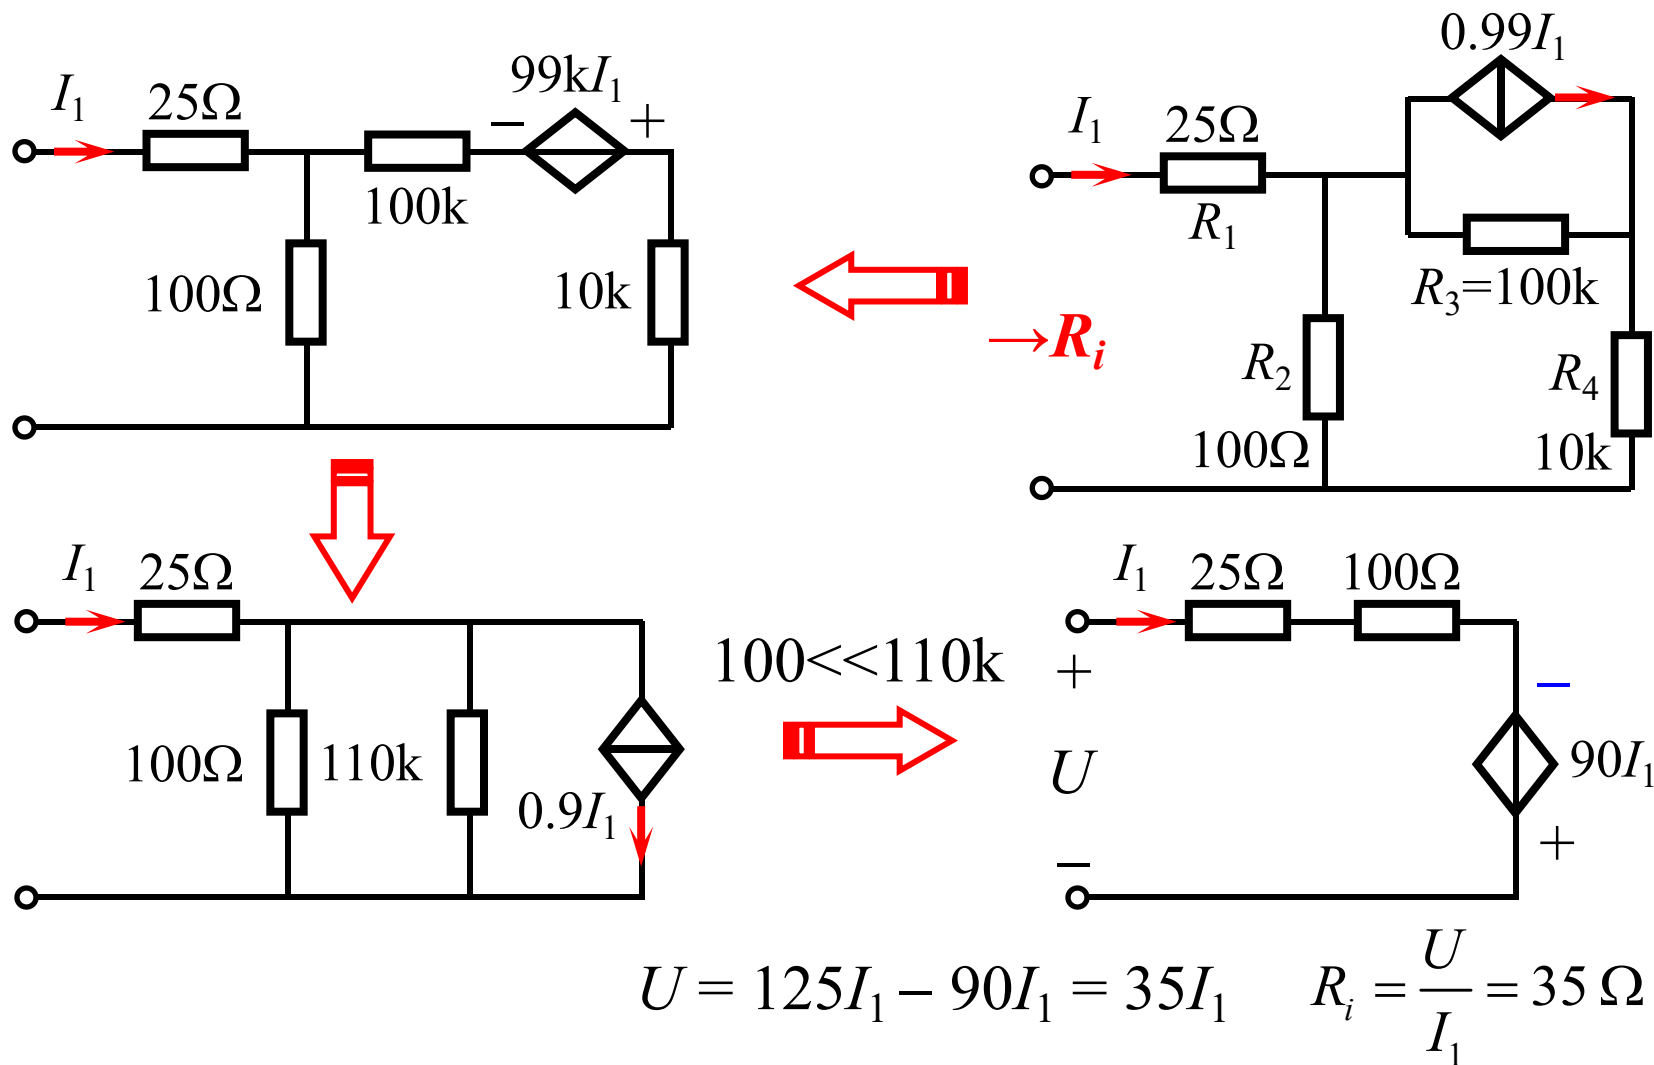 I₁ 25Ω 99kI₁
− +
100k
100Ω 10k
0.99I₁
I₁ 25Ω
R₁
R₃=100k
→Rᵢ
R₂ R₄
100Ω 10k
I₁ 25Ω
100Ω 110k
0.9I₁
100<<110k
I₁ 25Ω 100Ω
+ −
U 90I₁
− +
U = 125I₁ − 90I₁ = 35I₁ Rᵢ = U/I₁ = 35 Ω